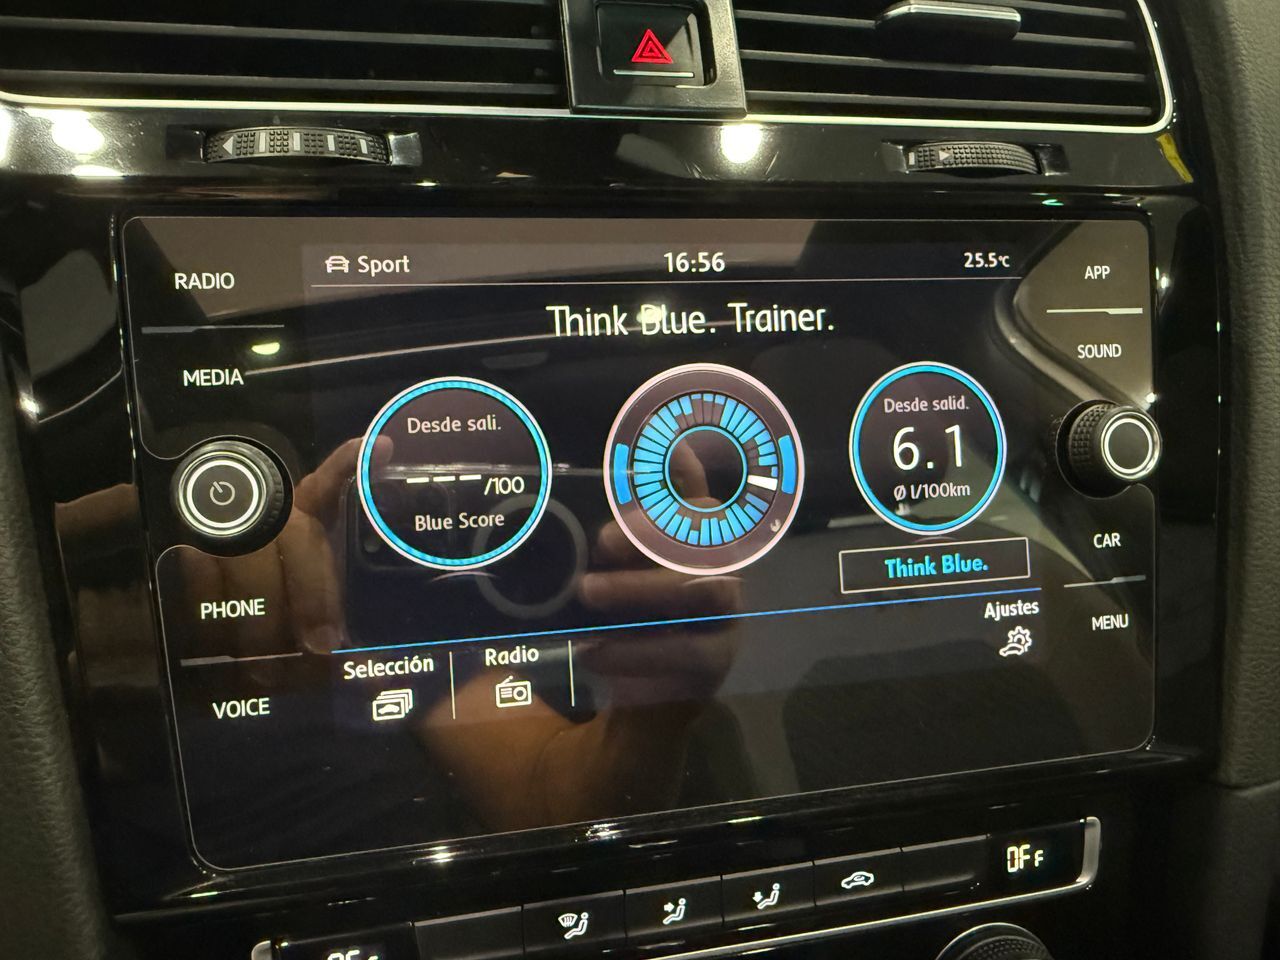 RADIO
MEDIA
PHONE
VOICE
Sport
16:56
25.5°C
Think Blue. Trainer.
Desde sali.
---/100
Blue Score
Desde salid.
6.1
Ø l/100km
Think Blue.
Selección
Radio
Ajustes
APP
SOUND
CAR
MENU
OFF
OFF